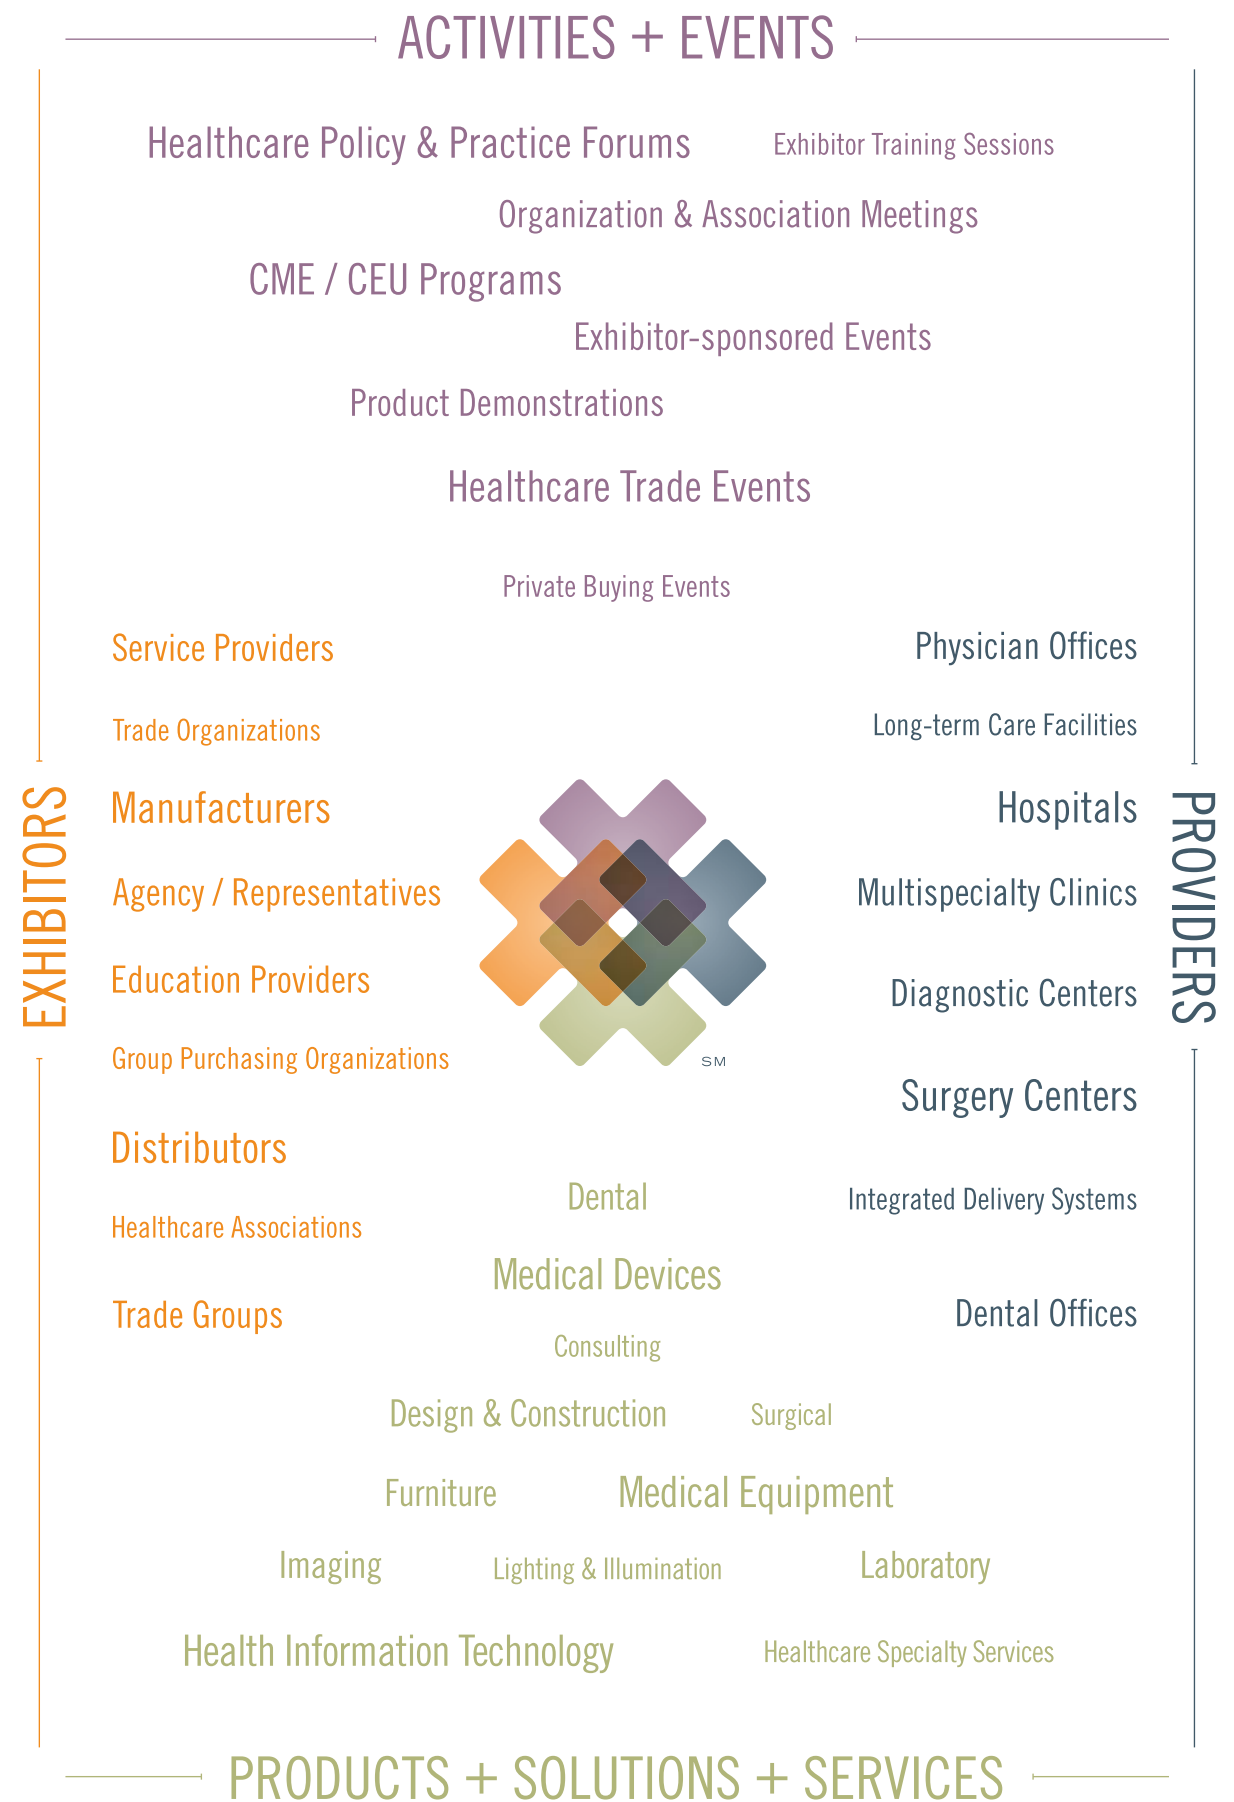 ACTIVITIES + EVENTS
Healthcare Policy & Practice Forums
Exhibitor Training Sessions
Organization & Association Meetings
CME / CEU Programs
Exhibitor-sponsored Events
Product Demonstrations
Healthcare Trade Events
Private Buying Events
EXHIBITORS
Service Providers
Trade Organizations
Manufacturers
Agency / Representatives
Education Providers
Group Purchasing Organizations
Distributors
Healthcare Associations
Trade Groups
SM
PROVIDERS
Physician Offices
Long-term Care Facilities
Hospitals
Multispecialty Clinics
Diagnostic Centers
Surgery Centers
Integrated Delivery Systems
Dental Offices
Dental
Medical Devices
Consulting
Design & Construction
Surgical
Furniture
Medical Equipment
Imaging
Lighting & Illumination
Laboratory
Health Information Technology
Healthcare Specialty Services
PRODUCTS + SOLUTIONS + SERVICES